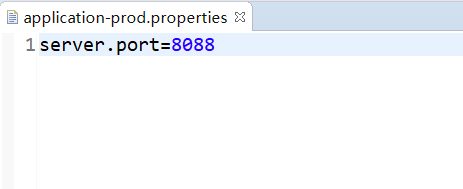 application-prod.properties
1 server.port=8088